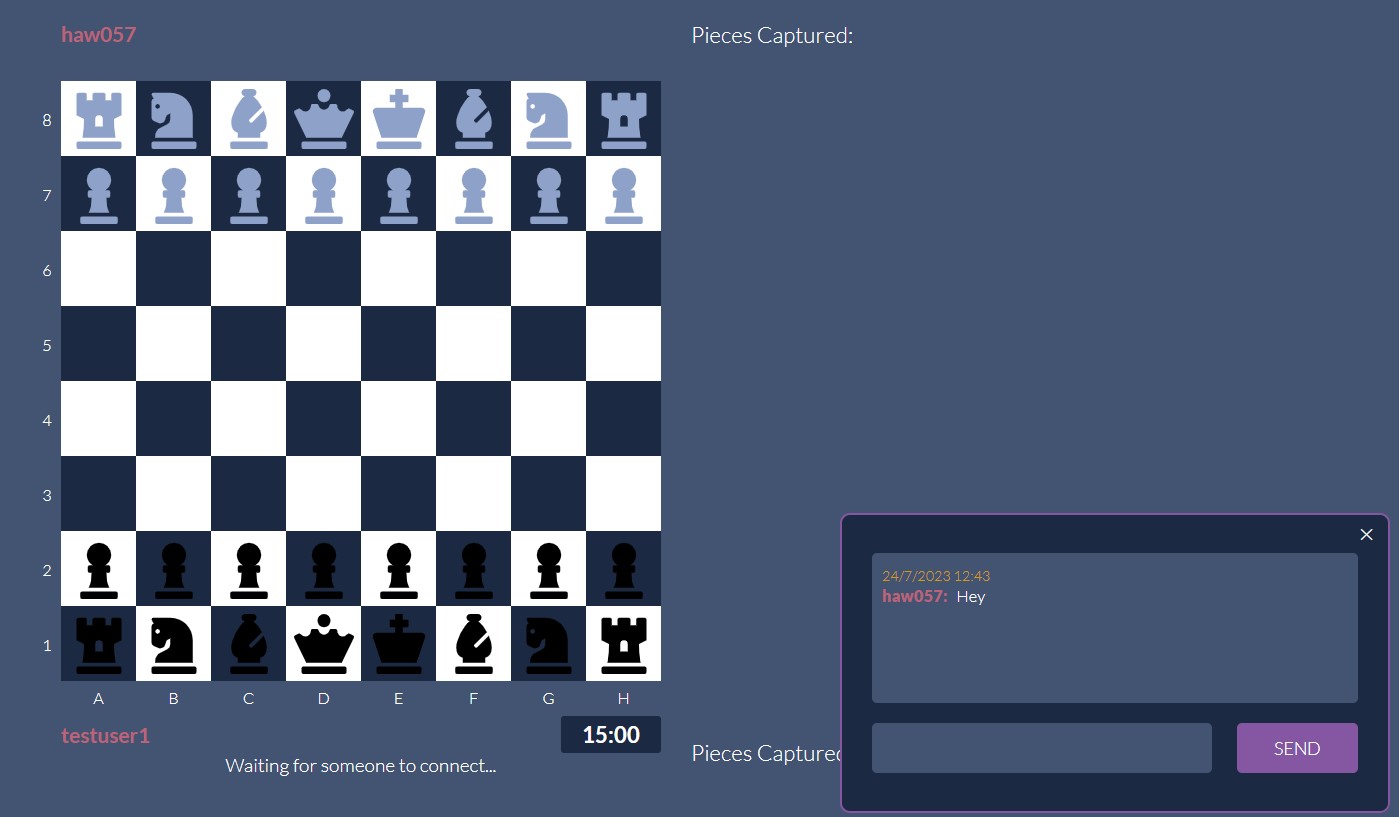 haw057
Pieces Captured:
8
7
6
5
4
3
2
1
A B C D E F G H
testuser1
15:00
Waiting for someone to connect...
Pieces Captured
24/7/2023 12:43
haw057: Hey
SEND